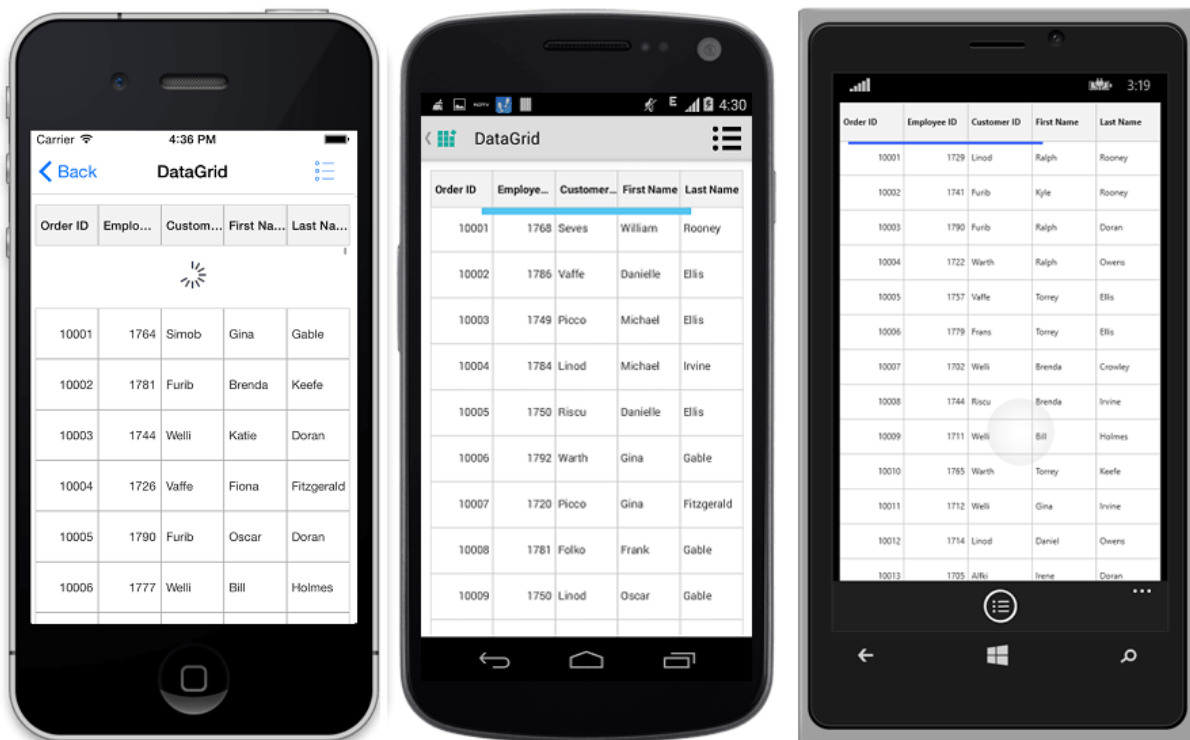 Carrier 4:36 PM
Back DataGrid
Order ID Emplo... Custom... First Na... Last Na...
10001 1764 Simob Gina Gable
10002 1781 Furib Brenda Keefe
10003 1744 Welli Katie Doran
10004 1726 Vaffe Fiona Fitzgerald
10005 1790 Furib Oscar Doran
10006 1777 Welli Bill Holmes
E 4:30
DataGrid
Order ID Employe... Customer... First Name Last Name
10001 1768 Seves William Rooney
10002 1786 Vaffe Danielle Ellis
10003 1749 Picco Michael Ellis
10004 1784 Linod Michael Irvine
10005 1750 Riscu Danielle Ellis
10006 1792 Warth Gina Gable
10007 1720 Picco Gina Fitzgerald
10008 1781 Folko Frank Gable
10009 1750 Linod Oscar Gable
3:19
Order ID Employee ID Customer ID First Name Last Name
10001 1729 Linod Ralph Rooney
10002 1741 Furib Kyle Rooney
10003 1790 Furib Ralph Doran
10004 1722 Warth Ralph Owens
10005 1757 Vaffe Torrey Ellis
10006 1779 Frans Torrey Ellis
10007 1702 Welli Brenda Crowley
10008 1744 Riscu Brenda Irvine
10009 1711 Welli Bill Holmes
10010 1765 Warth Torrey Keefe
10011 1712 Welli Gina Irvine
10012 1714 Linod Daniel Owens
10013 1705 Alfki Irene Doran